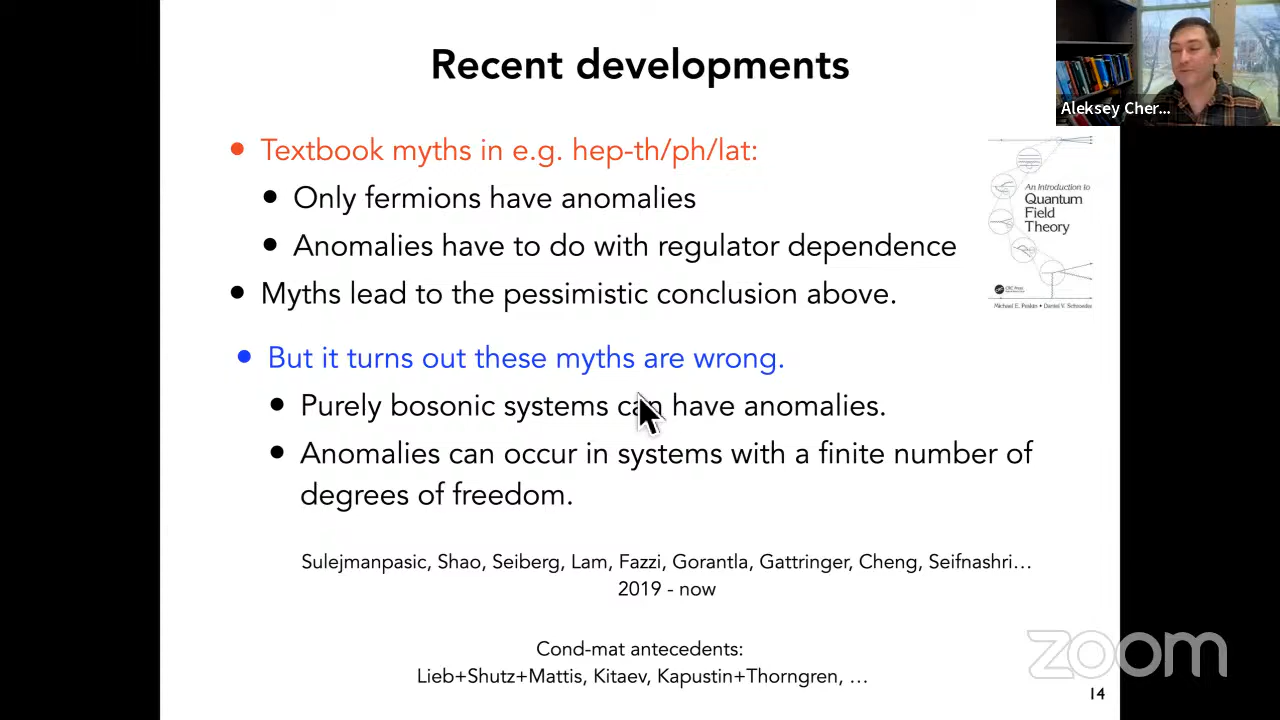 Recent developments
Aleksey Cher...
• Textbook myths in e.g. hep-th/ph/lat:
• Only fermions have anomalies
• Anomalies have to do with regulator dependence
• Myths lead to the pessimistic conclusion above.
An Introduction to
Quantum
Field
Theory
Michael E. Peskin • Daniel V. Schroeder
• But it turns out these myths are wrong.
• Purely bosonic systems can have anomalies.
• Anomalies can occur in systems with a finite number of
degrees of freedom.
Sulejmanpasic, Shao, Seiberg, Lam, Fazzi, Gorantla, Gattringer, Cheng, Seifnashri…
2019 - now
Cond-mat antecedents:
Lieb+Shutz+Mattis, Kitaev, Kapustin+Thorngren, …
zoom
14